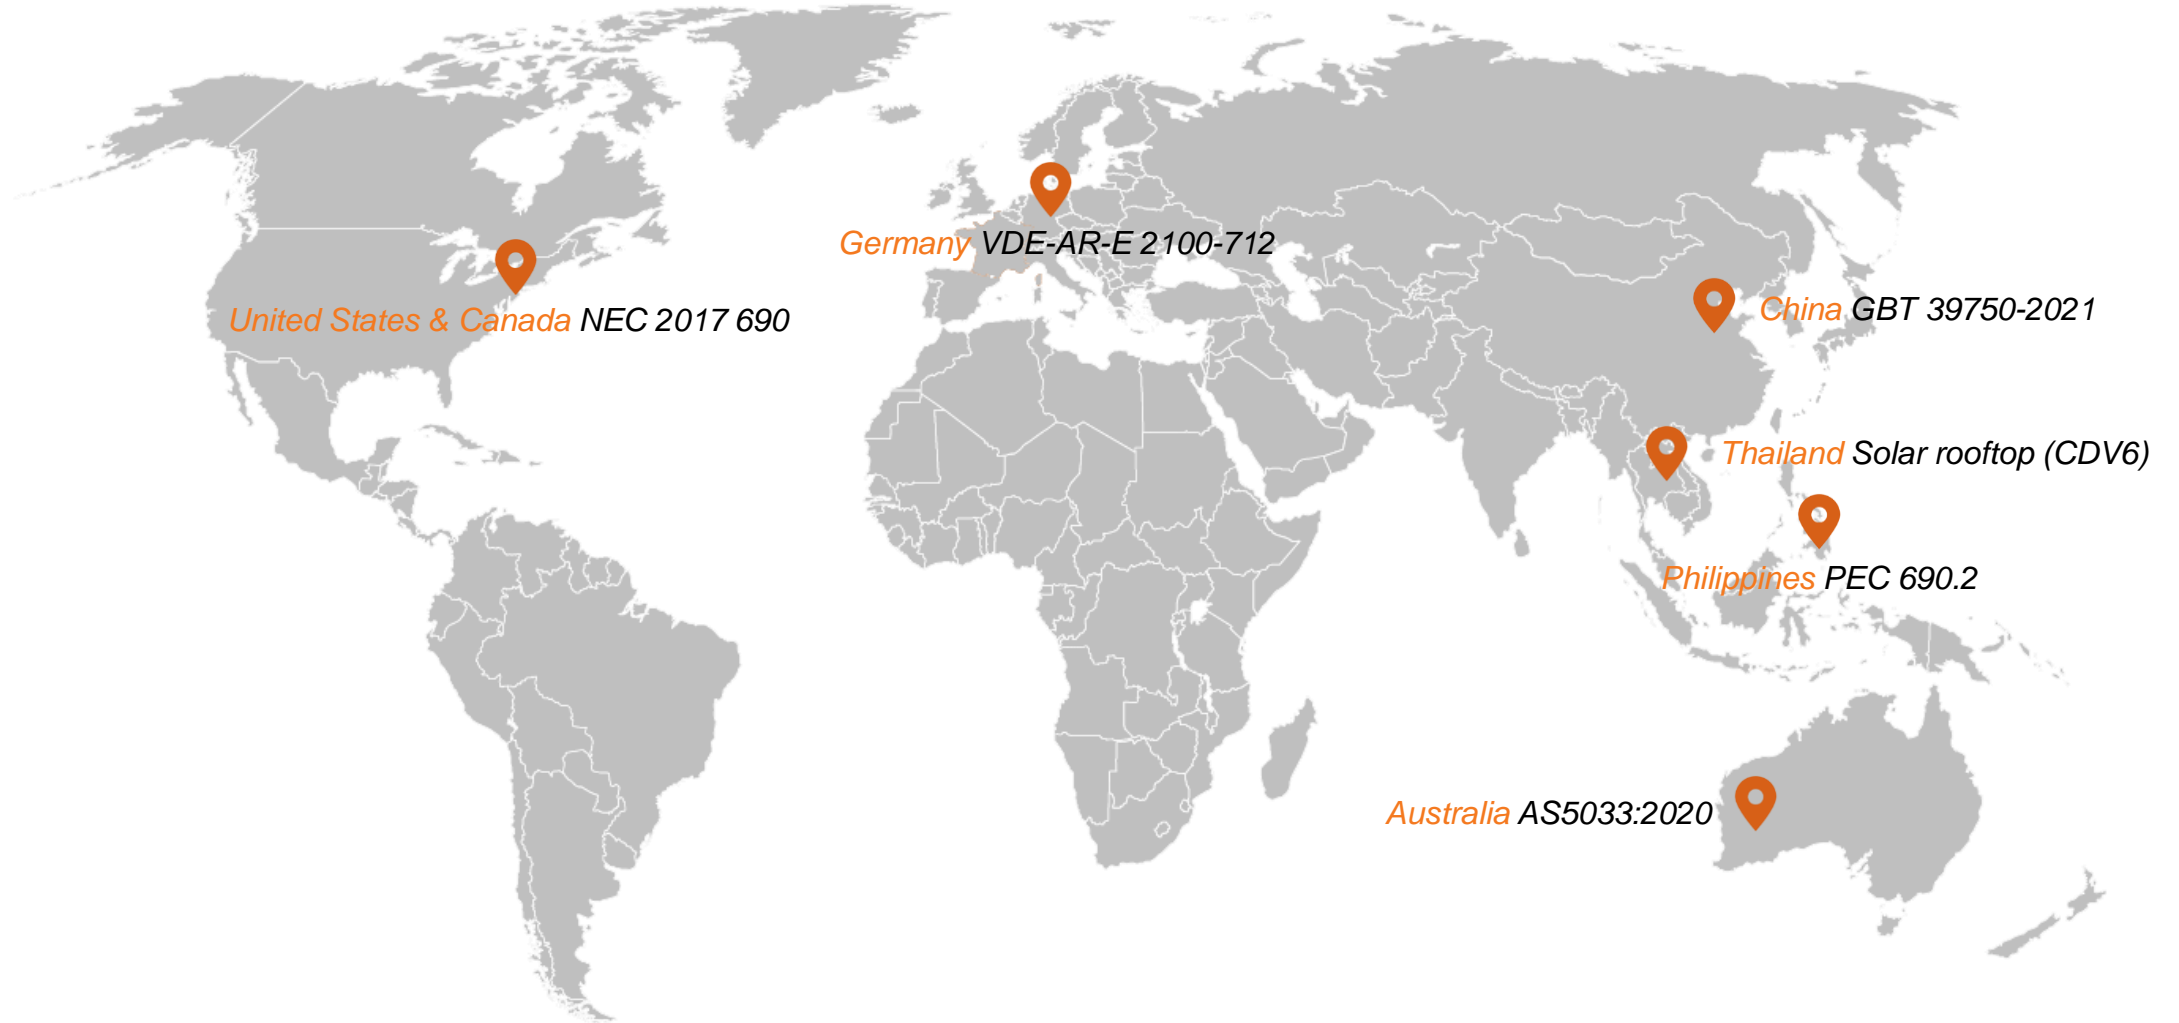 Germany VDE-AR-E 2100-712
United States & Canada NEC 2017 690
China GBT 39750-2021
Thailand Solar rooftop (CDV6)
Philippines PEC 690.2
Australia AS5033:2020